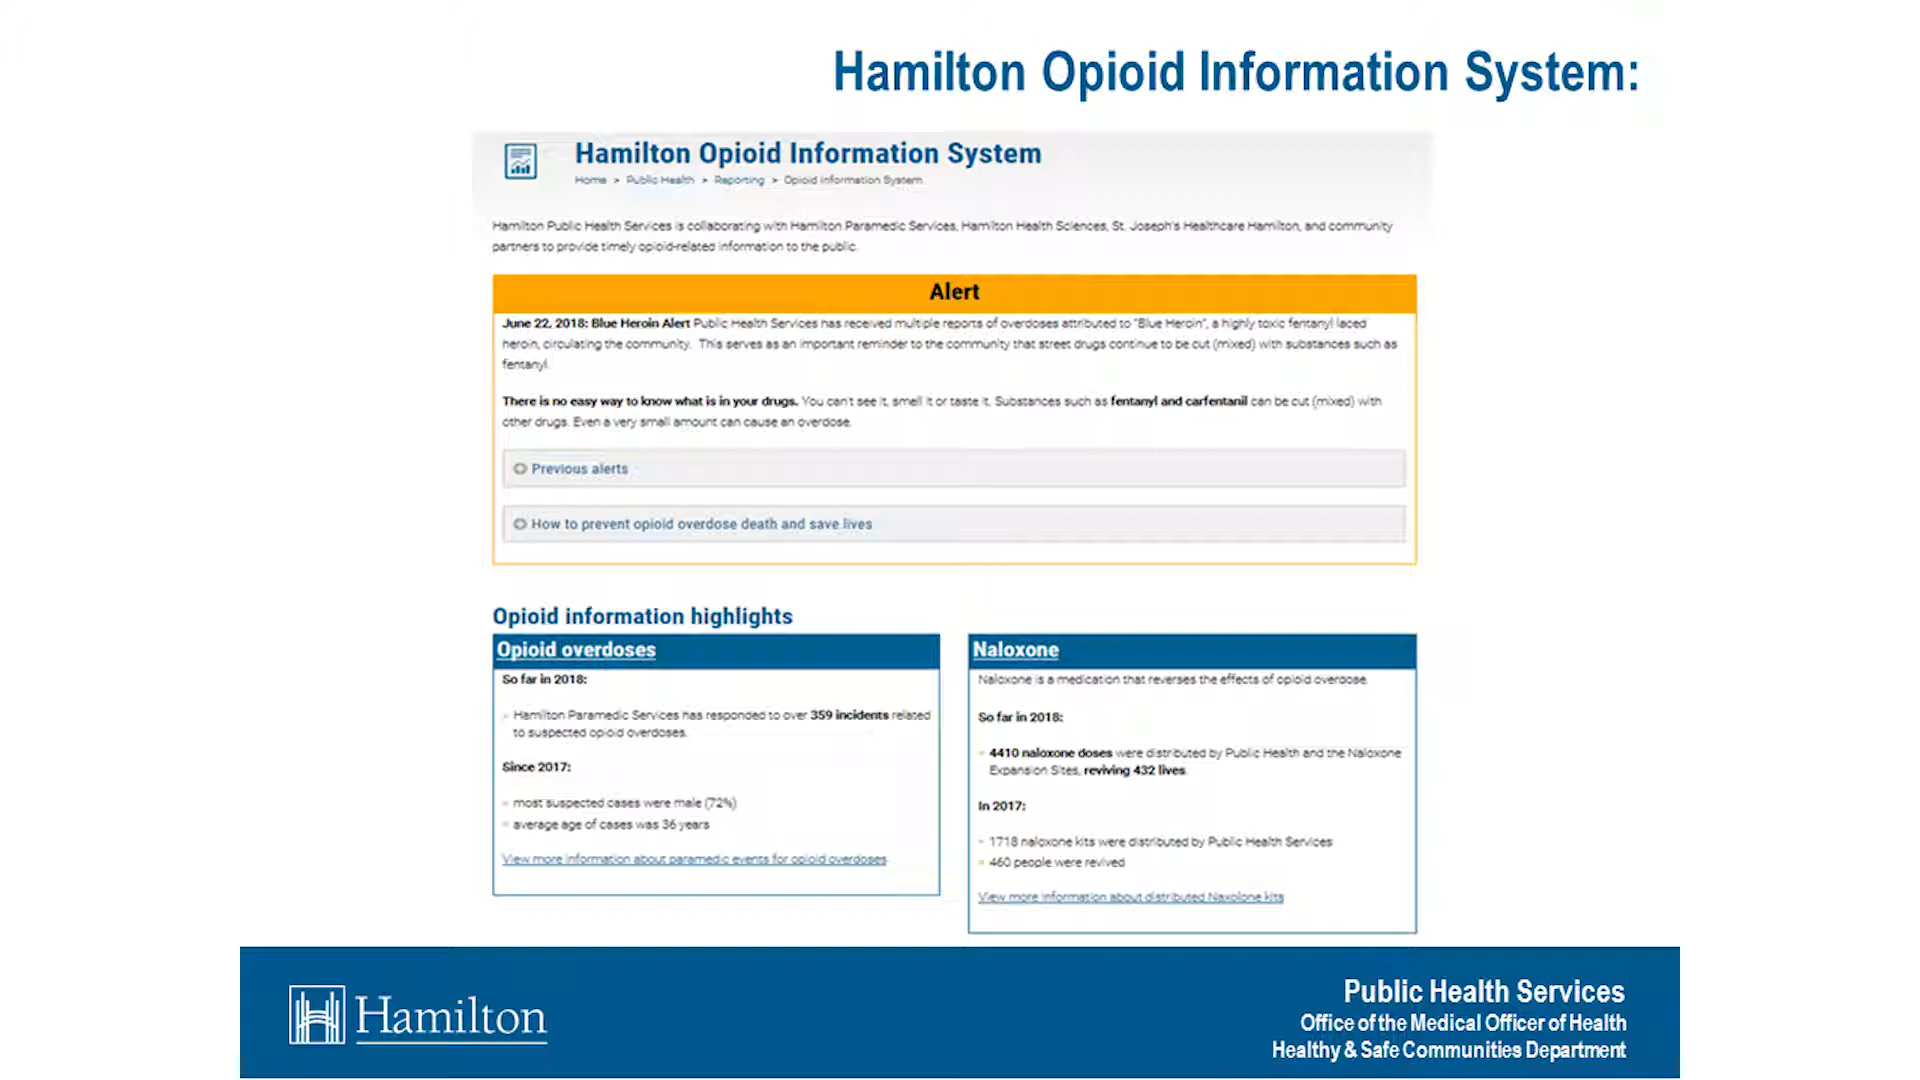 Hamilton Opioid Information System:
Hamilton Opioid Information System
Home > Public Health > Reporting > Opioid Information System
Hamilton Public Health Services is collaborating with Hamilton Paramedic Services, Hamilton Health Sciences, St. Joseph's Healthcare Hamilton, and community
partners to provide timely opioid-related information to the public.
Alert
June 22, 2018: Blue Heroin Alert Public Health Services has received multiple reports of overdoses attributed to "Blue Heroin", a highly toxic fentanyl laced
heroin, circulating the community. This serves as an important reminder to the community that street drugs continue to be cut (mixed) with substances such as
fentanyl.
There is no easy way to know what is in your drugs. You can't see it, smell it or taste it. Substances such as fentanyl and carfentanil can be cut (mixed) with
other drugs. Even a very small amount can cause an overdose.
Previous alerts
How to prevent opioid overdose death and save lives
Opioid information highlights
Opioid overdoses
So far in 2018:
Hamilton Paramedic Services has responded to over 359 incidents related
to suspected opioid overdoses.
Since 2017:
most suspected cases were male (72%)
average age of cases was 36 years
View more information about paramedic events for opioid overdoses
Naloxone
Naloxone is a medication that reverses the effects of opioid overdose.
So far in 2018:
4410 naloxone doses were distributed by Public Health and the Naloxone
Expansion Sites, reviving 432 lives.
In 2017:
1718 naloxone kits were distributed by Public Health Services
460 people were revived
View more information about distributed Naxolone kits
Hamilton
Public Health Services
Office of the Medical Officer of Health
Healthy & Safe Communities Department